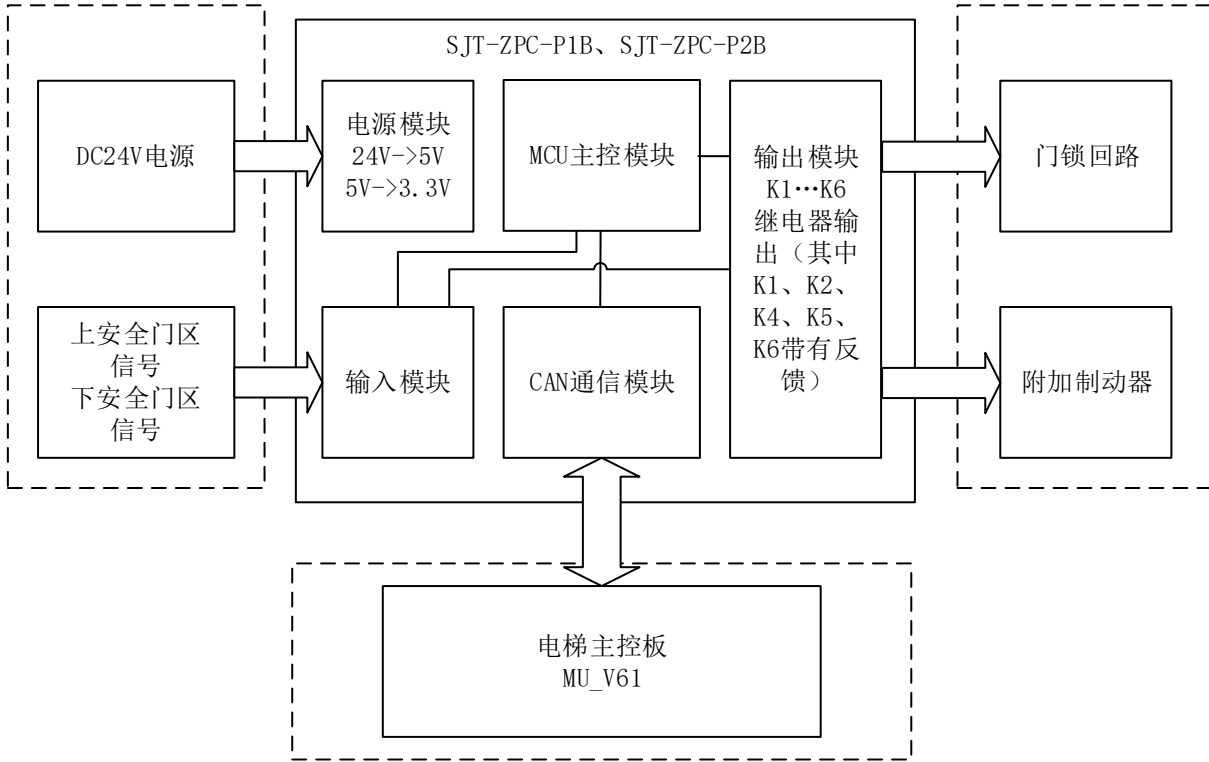 SJT-ZPC-P1B、SJT-ZPC-P2B
DC24V电源
电源模块
24V->5V
5V->3.3V
MCU主控模块
输出模块
K1…K6
继电器输
出（其中
K1、K2、
K4、K5、
K6带有反
馈）
门锁回路
上安全门区
信号
下安全门区
信号
输入模块
CAN通信模块
附加制动器
电梯主控板
MU_V61